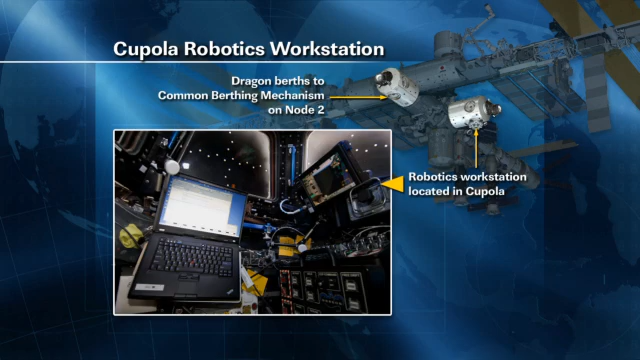 Cupola Robotics Workstation
Dragon berths to
Common Berthing Mechanism
on Node 2
Robotics workstation
located in Cupola